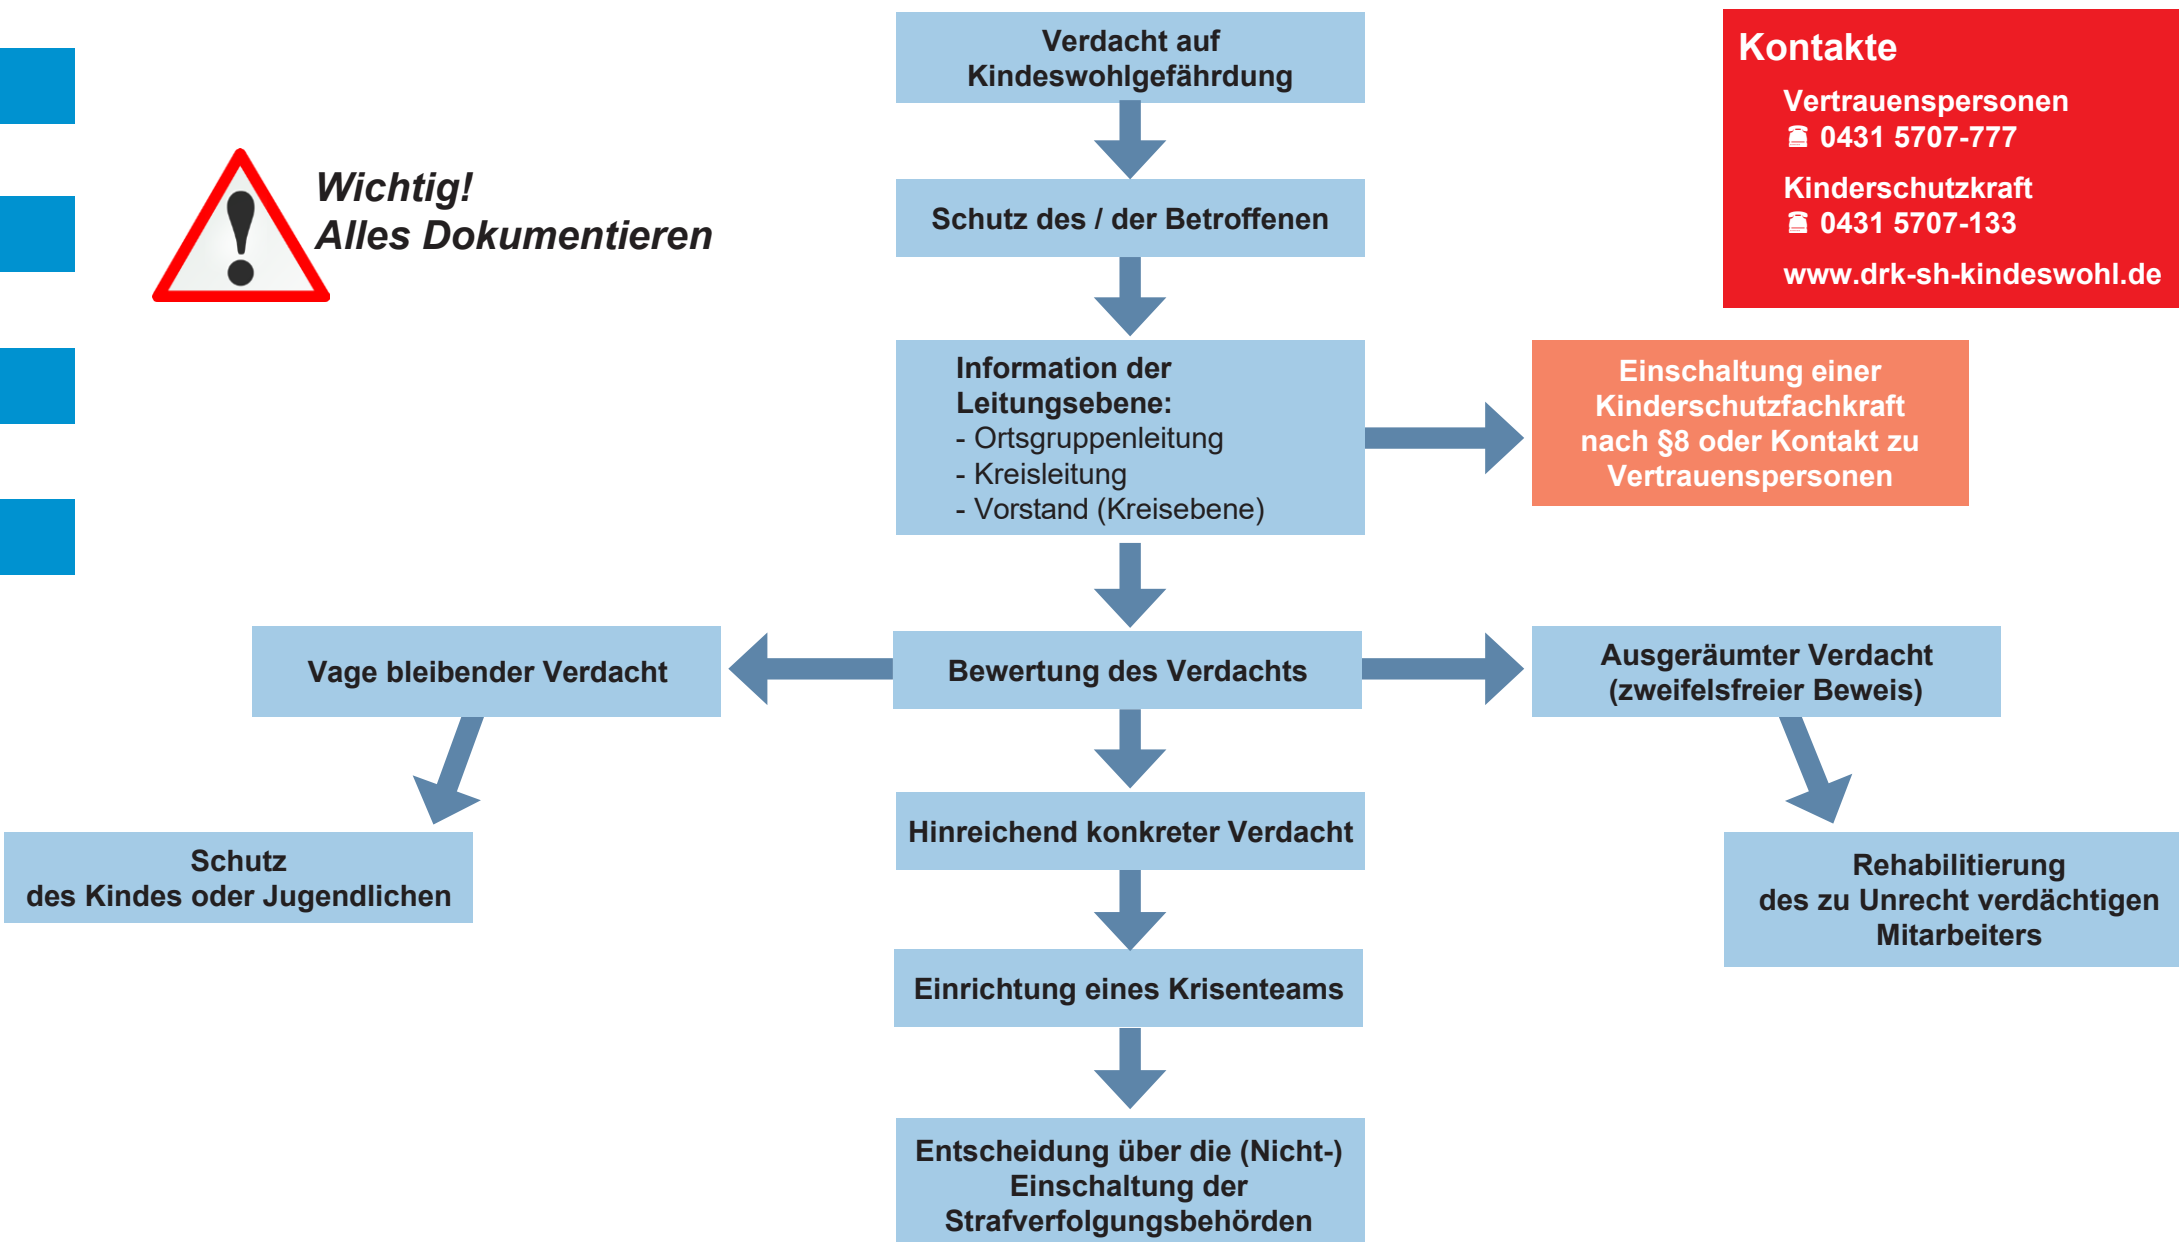 Verdacht auf
Kindeswohlgefährdung
Kontakte
Vertrauenspersonen
☎ 0431 5707-777
Kinderschutzkraft
☎ 0431 5707-133
www.drk-sh-kindeswohl.de
Wichtig!
Alles Dokumentieren
Schutz des / der Betroffenen
Information der
Leitungsebene:
- Ortsgruppenleitung
- Kreisleitung
- Vorstand (Kreisebene)
Einschaltung einer
Kinderschutzfachkraft
nach §8 oder Kontakt zu
Vertrauenspersonen
Vage bleibender Verdacht
Bewertung des Verdachts
Ausgeräumter Verdacht
(zweifelsfreier Beweis)
Hinreichend konkreter Verdacht
Schutz
des Kindes oder Jugendlichen
Rehabilitierung
des zu Unrecht verdächtigen
Mitarbeiters
Einrichtung eines Krisenteams
Entscheidung über die (Nicht-)
Einschaltung der
Strafverfolgungsbehörden